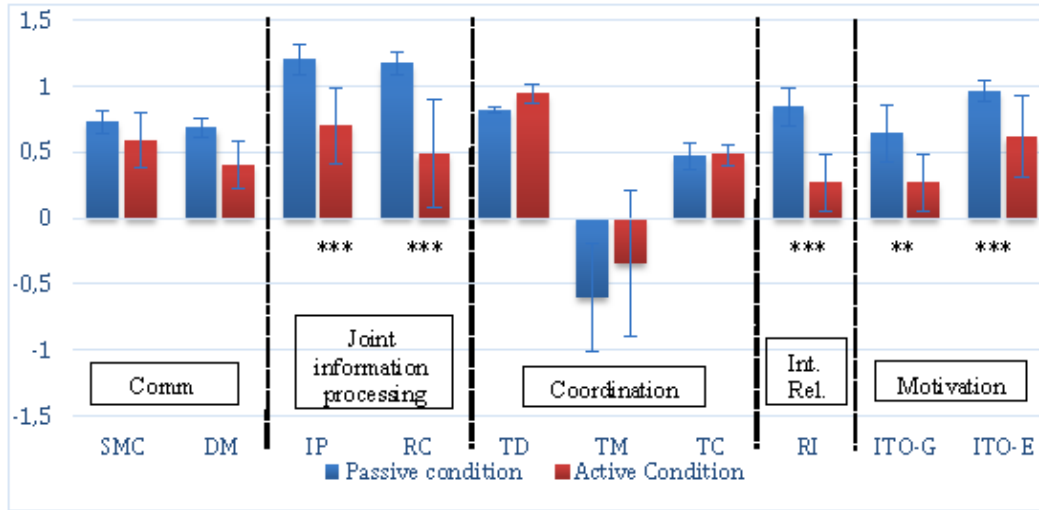 1,5
1
0,5
0
-0,5
-1
-1,5
*** *** *** ** ***
Comm
Joint
information
processing
Coordination
Int.
Rel.
Motivation
SMC DM IP RC TD TM TC RI ITO-G ITO-E
Passive condition Active Condition